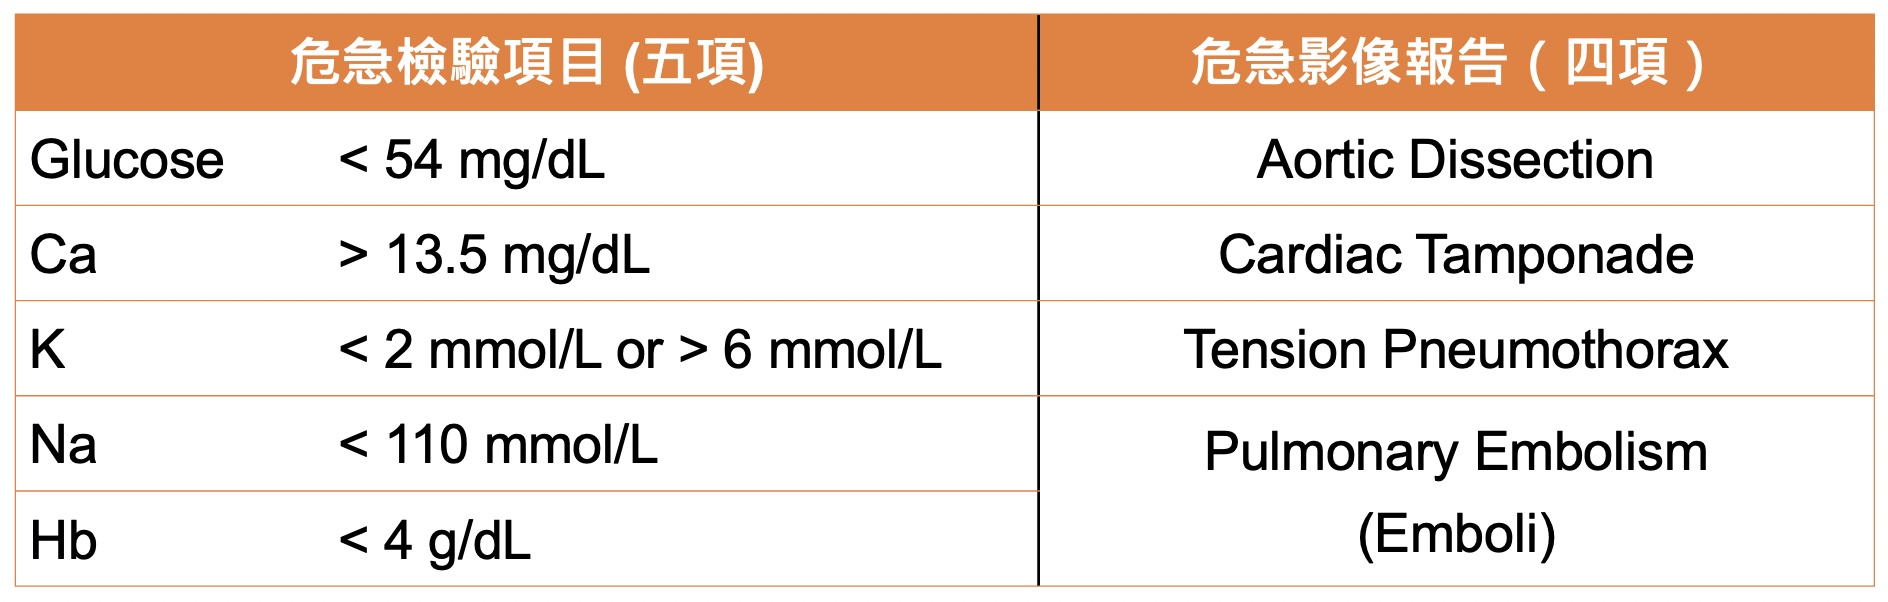 危急檢驗項目 (五項) 危急影像報告 ( 四項 )
Glucose < 54 mg/dL Aortic Dissection
Ca > 13.5 mg/dL Cardiac Tamponade
K < 2 mmol/L or > 6 mmol/L Tension Pneumothorax
Na < 110 mmol/L Pulmonary Embolism
Hb < 4 g/dL (Emboli)